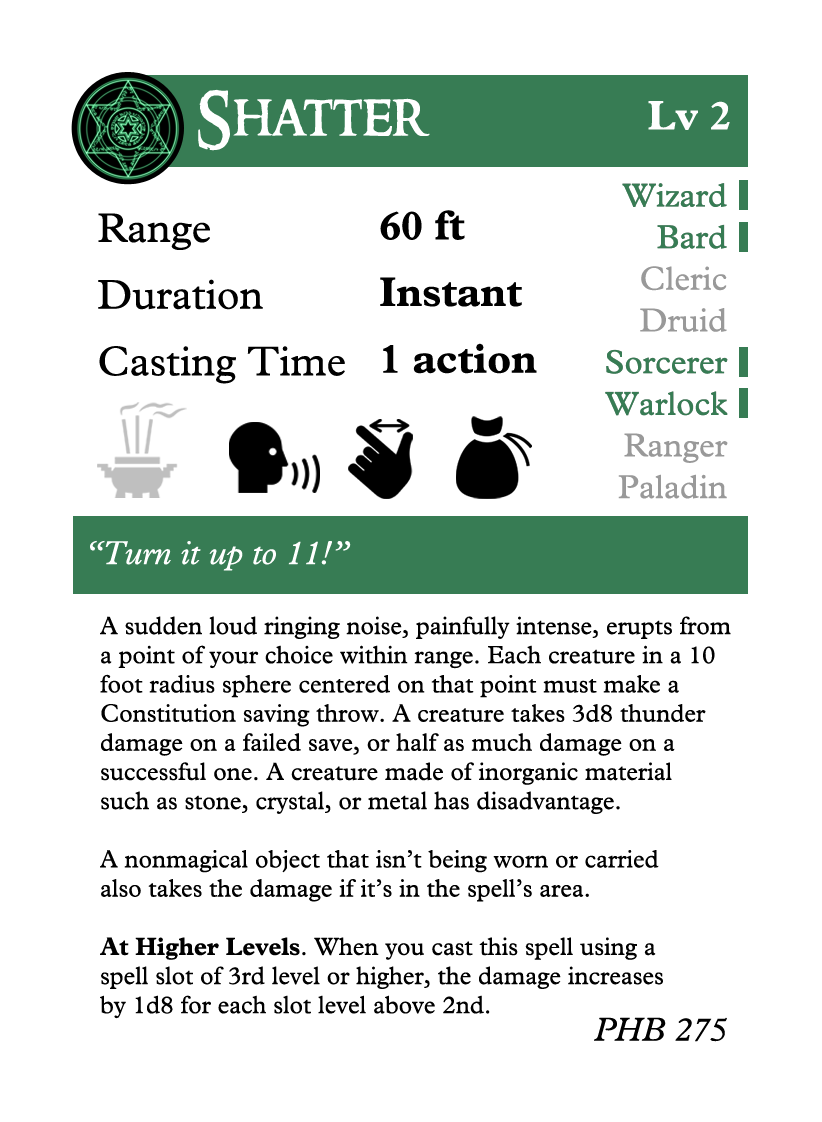 SHATTER
Lv 2
Range 60 ft
Duration Instant
Casting Time 1 action
Wizard
Bard
Cleric
Druid
Sorcerer
Warlock
Ranger
Paladin
“Turn it up to 11!”
A sudden loud ringing noise, painfully intense, erupts from
a point of your choice within range. Each creature in a 10
foot radius sphere centered on that point must make a
Constitution saving throw. A creature takes 3d8 thunder
damage on a failed save, or half as much damage on a
successful one. A creature made of inorganic material
such as stone, crystal, or metal has disadvantage.
A nonmagical object that isn’t being worn or carried
also takes the damage if it’s in the spell’s area.
At Higher Levels. When you cast this spell using a
spell slot of 3rd level or higher, the damage increases
by 1d8 for each slot level above 2nd.
PHB 275